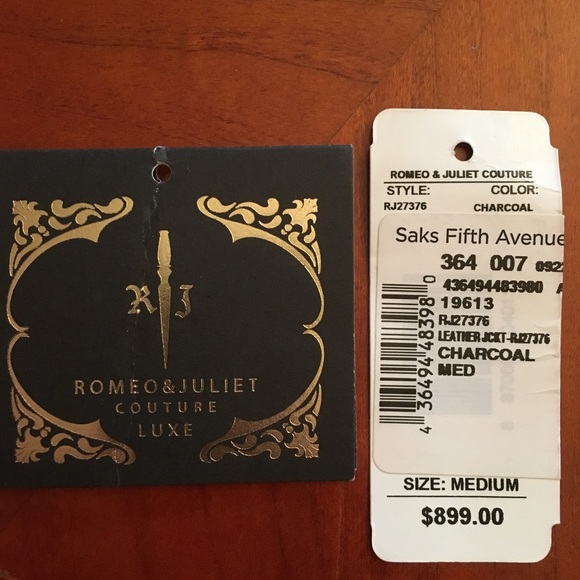 R J
ROMEO&JULIET
COUTURE
LUXE
ROMEO & JULIET COUTURE
STYLE: COLOR:
RJ27376 CHARCOAL
Saks Fifth Avenue
364 007 092
436494483980 A
19613
RJ27376
LEATHER JCKT-RJ27376
CHARCOAL
MED
4 36494 48398 0
SIZE: MEDIUM
$899.00